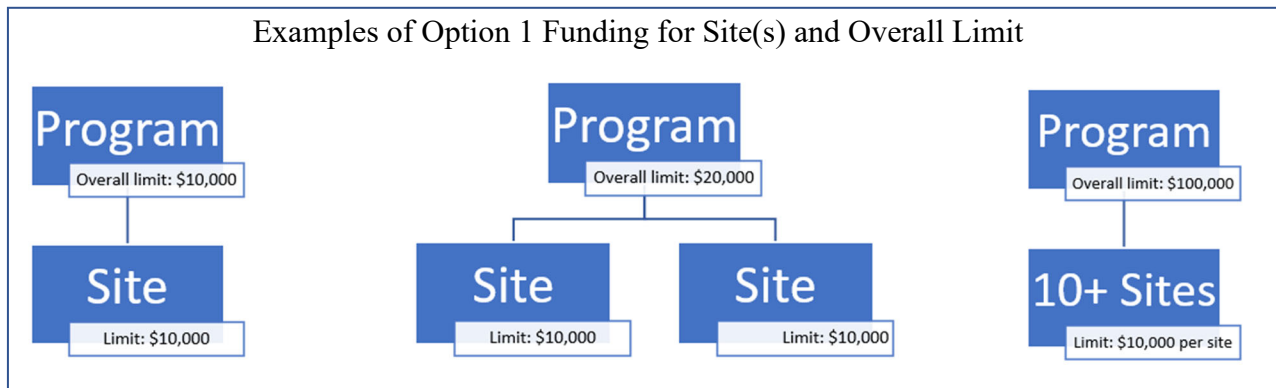 Examples of Option 1 Funding for Site(s) and Overall Limit
Program
Overall limit: $10,000
Site
Limit: $10,000
Program
Overall limit: $20,000
Site
Limit: $10,000
Site
Limit: $10,000
Program
Overall limit: $100,000
10+ Sites
Limit: $10,000 per site